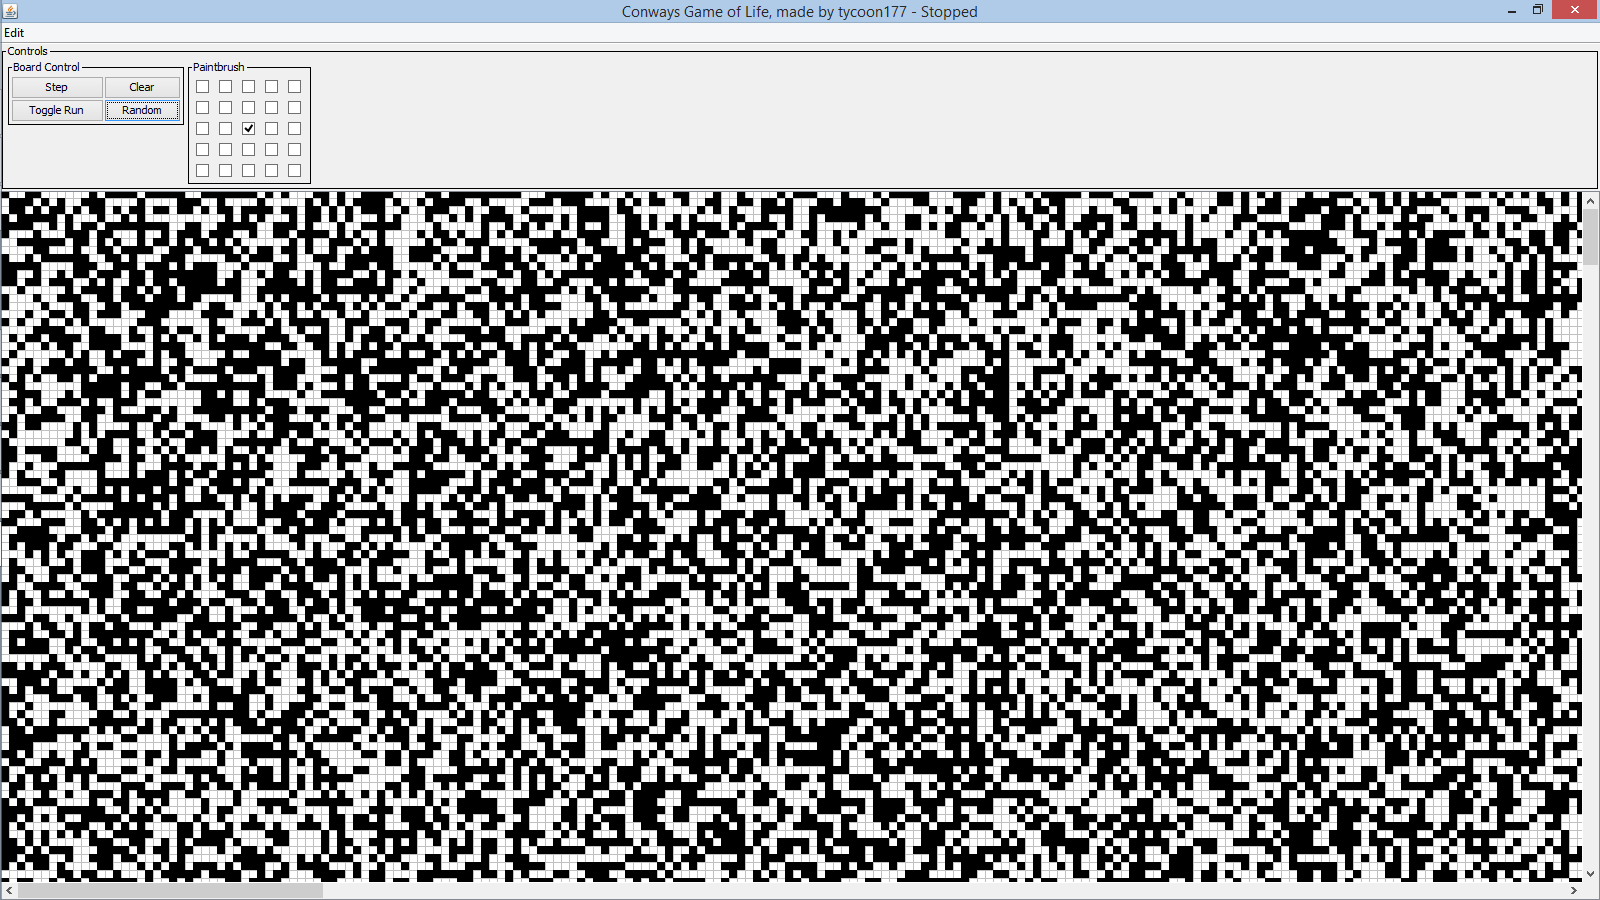 Conways Game of Life, made by tycoon177 - Stopped
Edit
Controls
Board Control
Paintbrush
Step
Clear
Toggle Run
Random